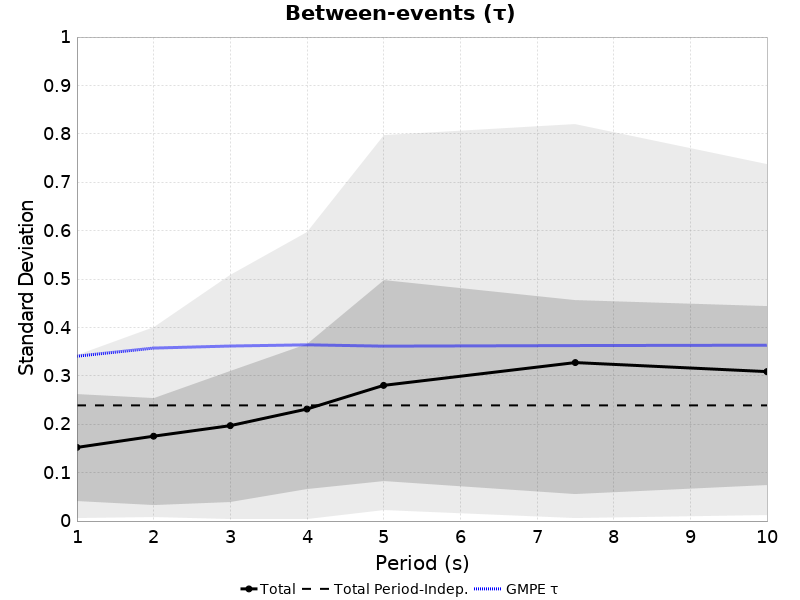 Between-events (τ)
1
0.9
0.8
0.7
0.6
0.5
0.4
0.3
0.2
0.1
0
Standard Deviation
1 2 3 4 5 6 7 8 9 10
Period (s)
Total Total Period-Indep. GMPE τ